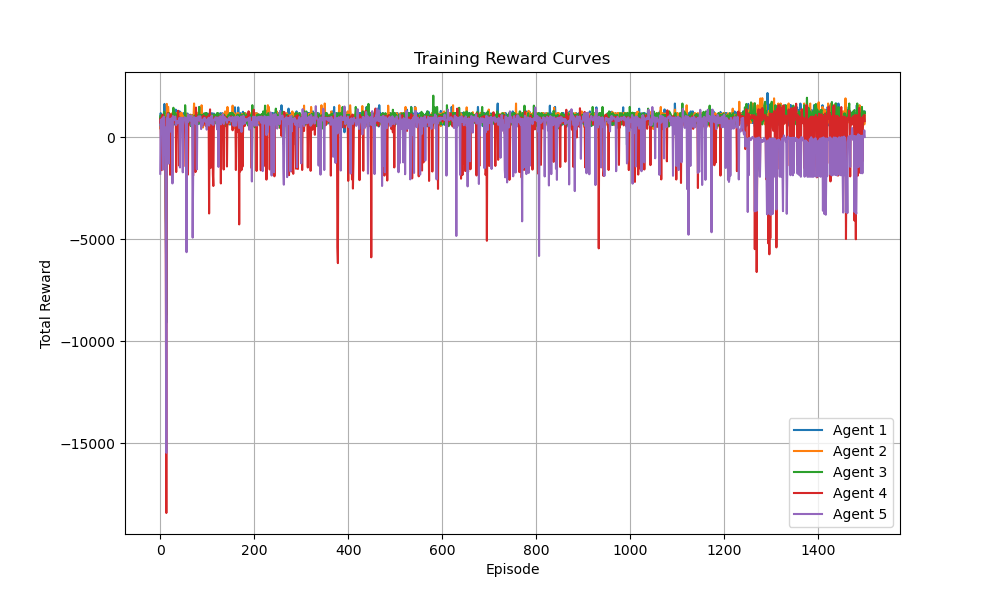 Training Reward Curves
Total Reward
0
−5000
−10000
−15000
Agent 1
Agent 2
Agent 3
Agent 4
Agent 5
0 200 400 600 800 1000 1200 1400
Episode